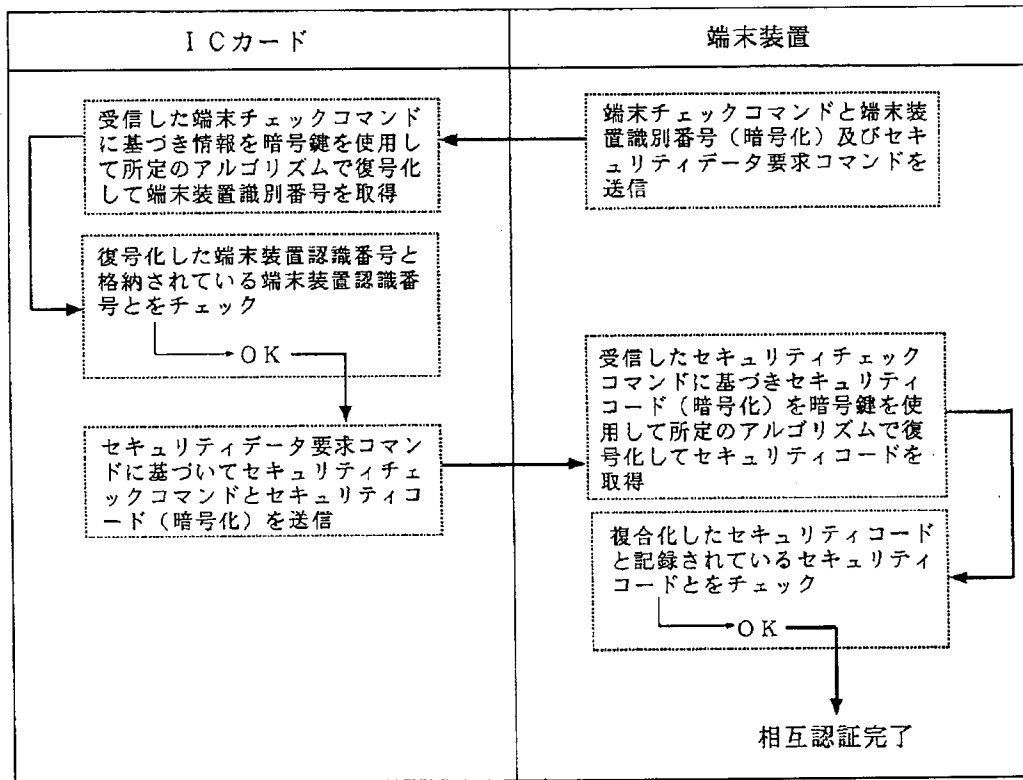 ＩＣカード
端末装置
端末チェックコマンドと端末装
置識別番号（暗号化）及びセキ
ュリティデータ要求コマンドを
送信
受信した端末チェックコマンド
に基づき情報を暗号鍵を使用し
て所定のアルゴリズムで復号化
して端末装置識別番号を取得
復号化した端末装置認識番号と
格納されている端末装置認識番
号とをチェック
ＯＫ
セキュリティデータ要求コマン
ドに基づいてセキュリティチェ
ックコマンドとセキュリティコ
ード（暗号化）を送信
受信したセキュリティチェック
コマンドに基づきセキュリティ
コード（暗号化）を暗号鍵を使
用して所定のアルゴリズムで復
号化してセキュリティコードを
取得
複合化したセキュリティコード
と記録されているセキュリティ
コードとをチェック
ＯＫ
相互認証完了